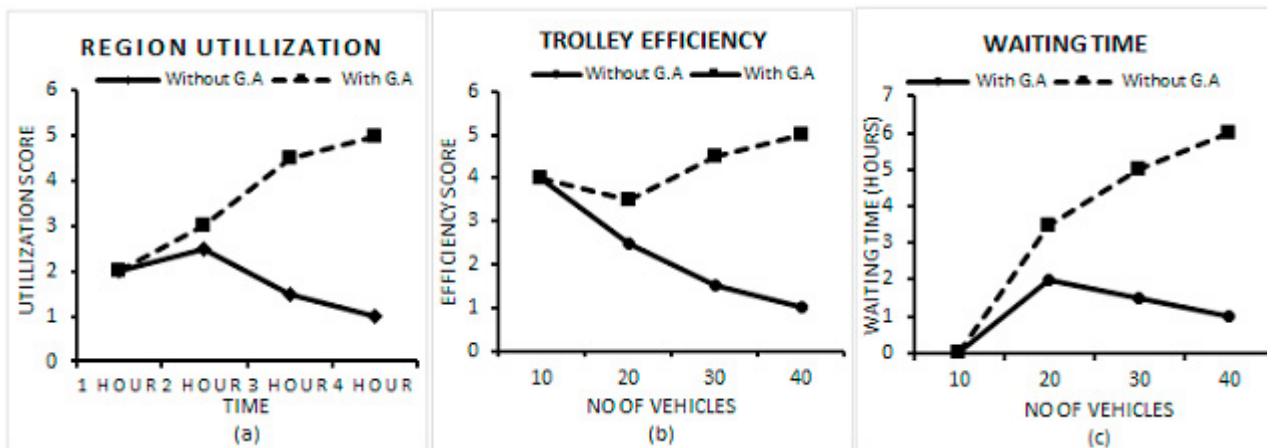 REGION UTILLIZATION
Without G.A With G.A
6
5
4
3
2
1
0
UTILLIZATION SCORE
1 HOUR 2 HOUR 3 HOUR 4 HOUR
TIME
(a)
TROLLEY EFFICIENCY
Without G.A With G.A
6
5
4
3
2
1
0
EFFICIENCY SCORE
10 20 30 40
NO OF VEHICLES
(b)
WAITING TIME
With G.A Without G.A
7
6
5
4
3
2
1
0
WAITING TIME (HOURS)
10 20 30 40
NO OF VEHICLES
(c)